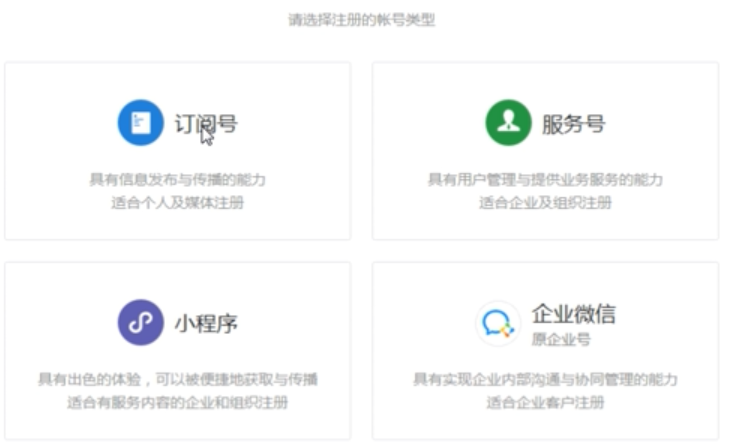 请选择注册的帐号类型
订阅号
具有信息发布与传播的能力
适合个人及媒体注册
服务号
具有用户管理与提供业务服务的能力
适合企业及组织注册
小程序
具有出色的体验，可以被便捷地获取与传播
适合有服务内容的企业和组织注册
企业微信
原企业号
具有实现企业内部沟通与协同管理的能力
适合企业客户注册